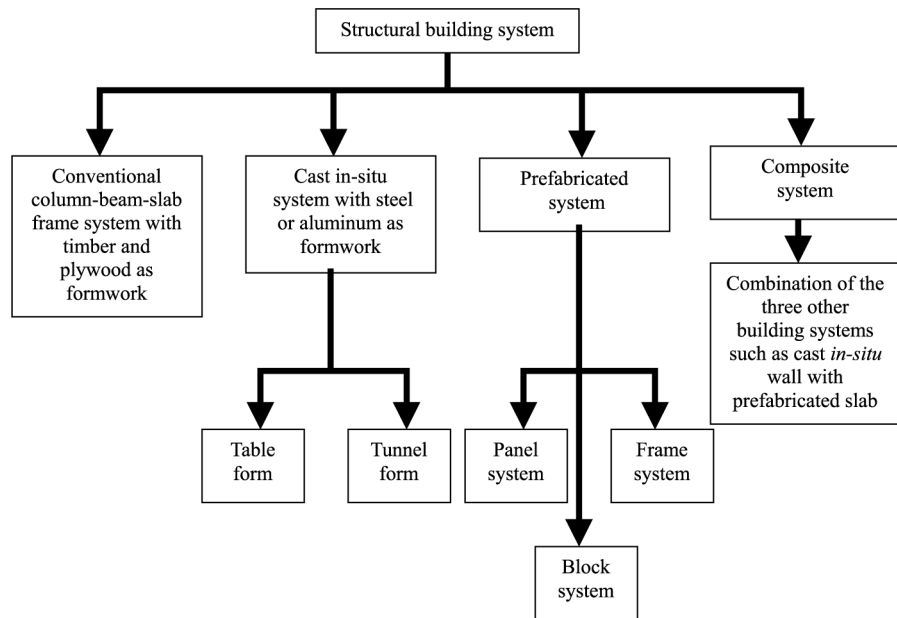 Structural building system
Conventional
column-beam-slab
frame system with
timber and
plywood as
formwork
Cast in-situ
system with steel
or aluminum as
formwork
Prefabricated
system
Composite
system
Combination of the
three other
building systems
such as cast in-situ
wall with
prefabricated slab
Table
form
Tunnel
form
Panel
system
Frame
system
Block
system